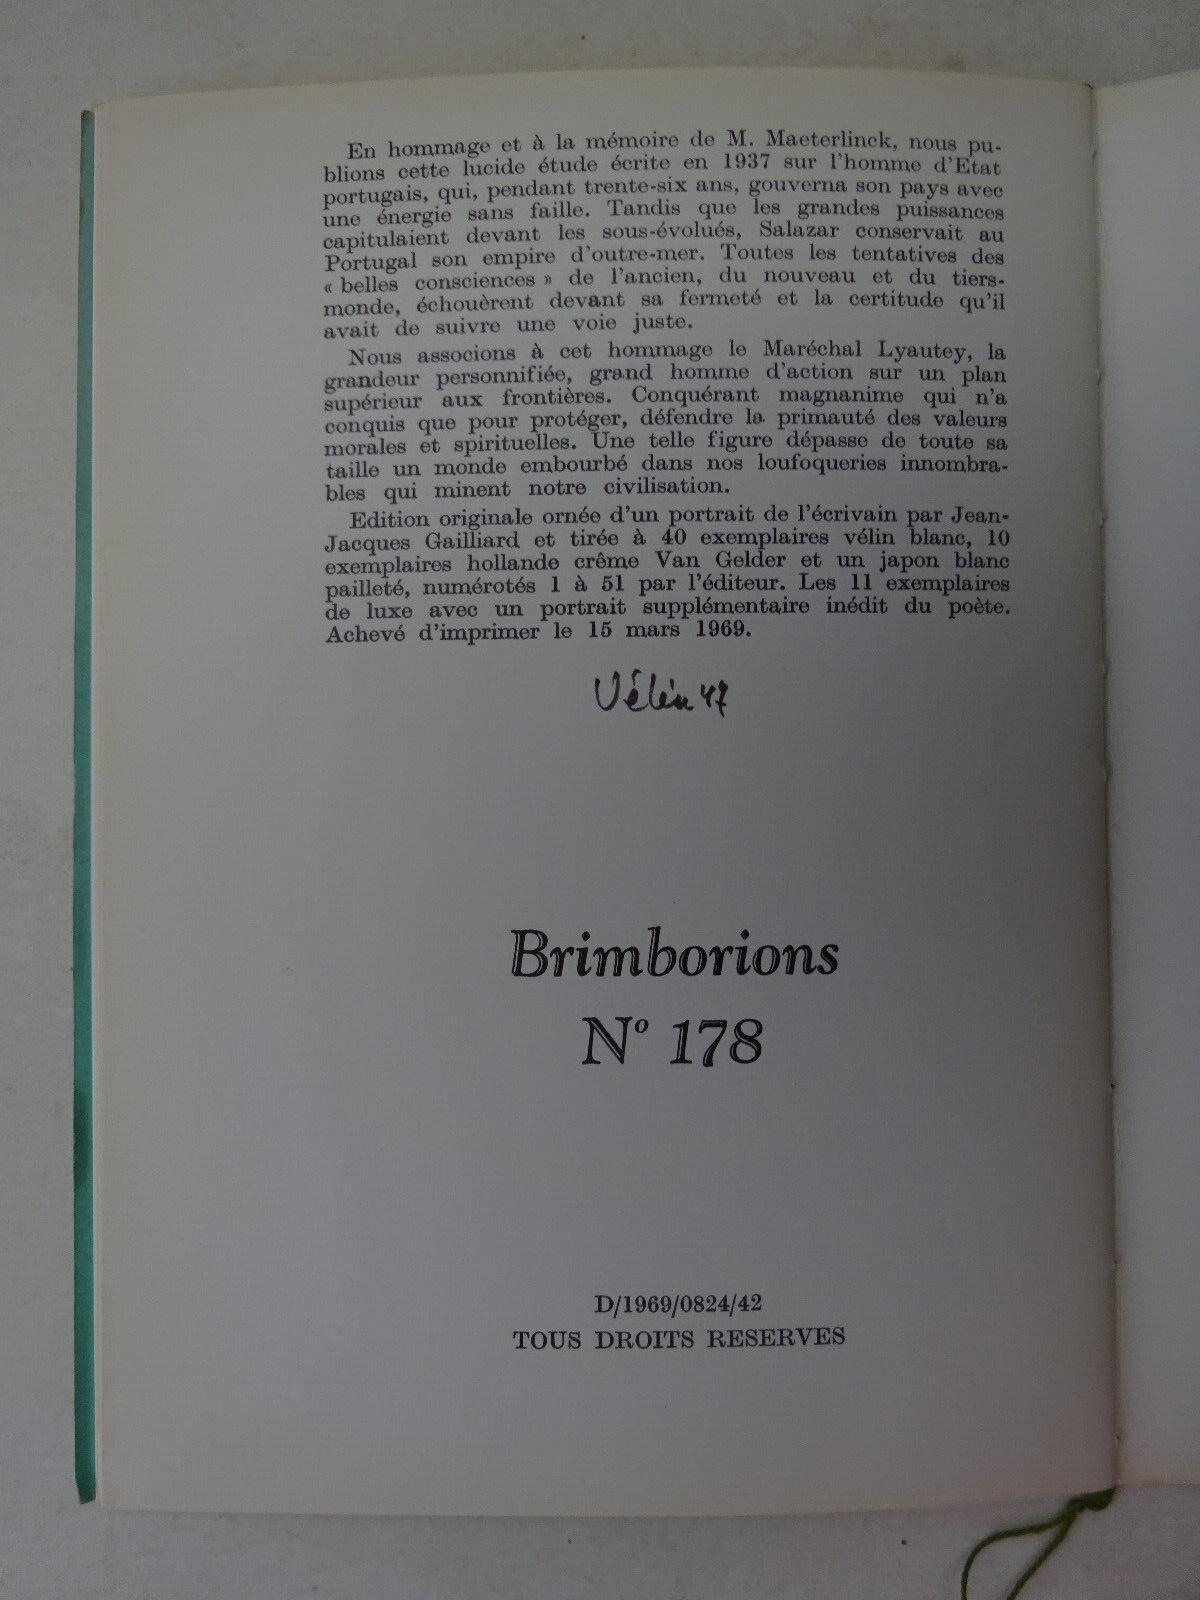 En hommage et à la mémoire de M. Maeterlinck, nous pu-
blions cette lucide étude écrite en 1937 sur l'homme d'Etat
portugais, qui, pendant trente-six ans, gouverna son pays avec
une énergie sans faille. Tandis que les grandes puissances
capitulaient devant les sous-évolués, Salazar conservait au
Portugal son empire d'outre-mer. Toutes les tentatives des
« belles consciences » de l'ancien, du nouveau et du tiers-
monde, échouèrent devant sa fermeté et la certitude qu'il
avait de suivre une voie juste.
Nous associons à cet hommage le Maréchal Lyautey, la
grandeur personnifiée, grand homme d'action sur un plan
supérieur aux frontières. Conquérant magnanime qui n'a
conquis que pour protéger, défendre la primauté des valeurs
morales et spirituelles. Une telle figure dépasse de toute sa
taille un monde embourbé dans nos loufoqueries innombra-
bles qui minent notre civilisation.
Edition originale ornée d'un portrait de l'écrivain par Jean-
Jacques Gailliard et tirée à 40 exemplaires vélin blanc, 10
exemplaires hollande crême Van Gelder et un japon blanc
pailleté, numérotés 1 à 51 par l'éditeur. Les 11 exemplaires
de luxe avec un portrait supplémentaire inédit du poète.
Achevé d'imprimer le 15 mars 1969.
Vélin 47
Brimborions
Nº 178
D/1969/0824/42
TOUS DROITS RESERVES